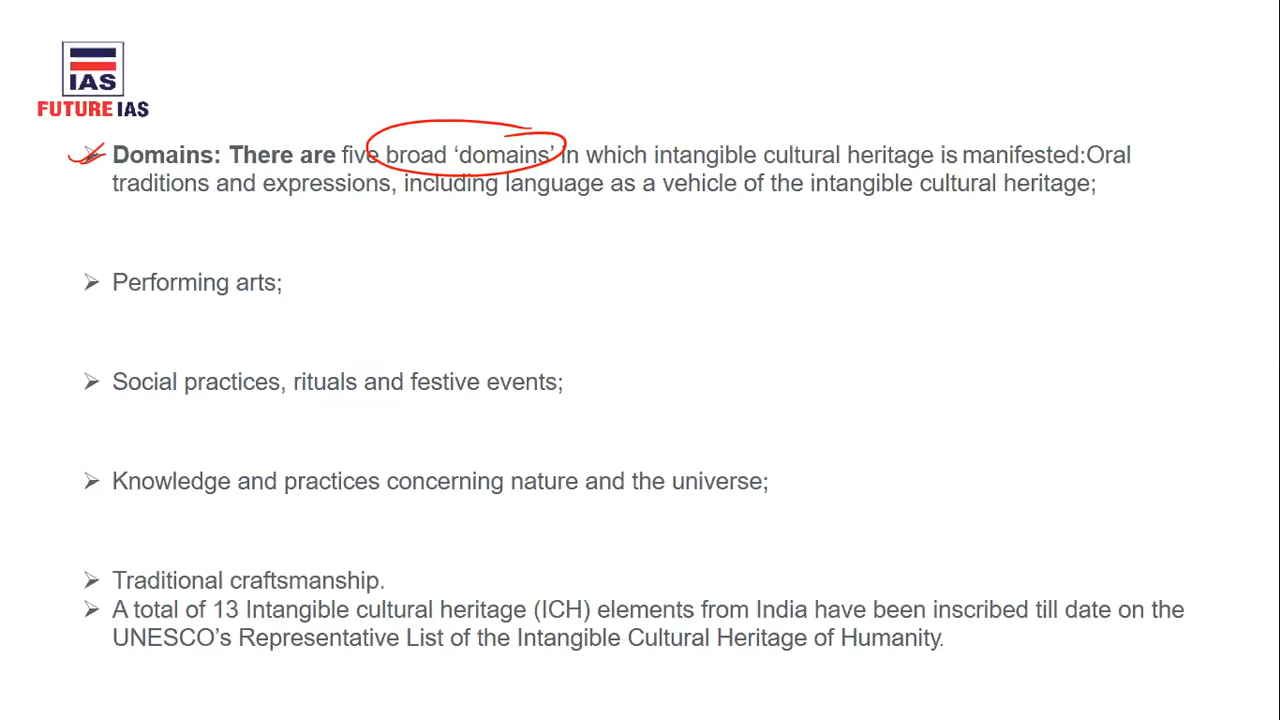 IAS
FUTURE IAS
➢ Domains: There are five broad ‘domains’ in which intangible cultural heritage is manifested:Oral
traditions and expressions, including language as a vehicle of the intangible cultural heritage;
➢ Performing arts;
➢ Social practices, rituals and festive events;
➢ Knowledge and practices concerning nature and the universe;
➢ Traditional craftsmanship.
➢ A total of 13 Intangible cultural heritage (ICH) elements from India have been inscribed till date on the
UNESCO’s Representative List of the Intangible Cultural Heritage of Humanity.